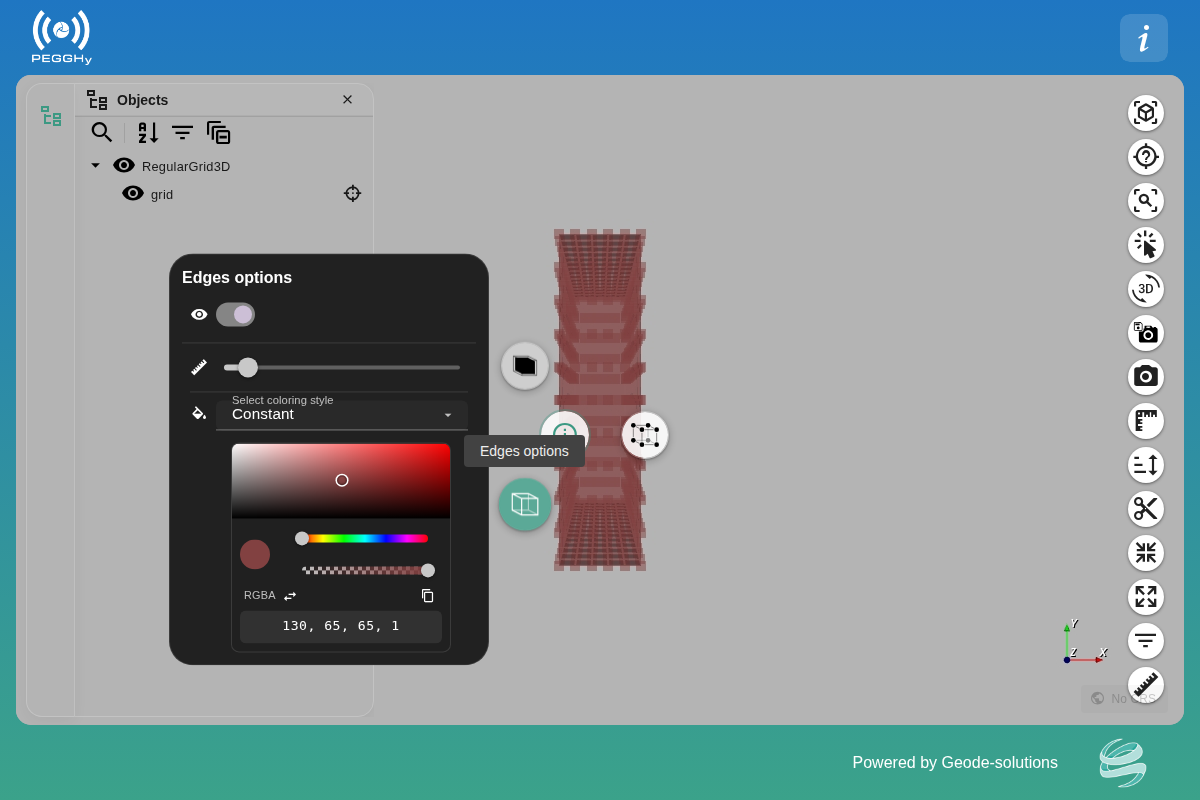 PEGGHy
i
Objects
A
Z
RegularGrid3D
grid
Edges options
Select coloring style
Constant
Edges options
RGBA
130, 65, 65, 1
3D
Y
Z X
No CRS
Powered by Geode-solutions